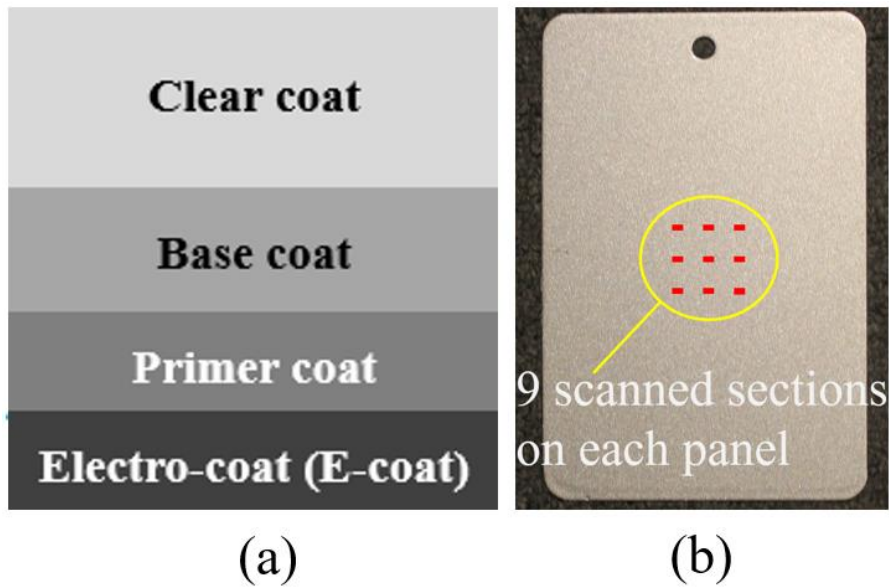 Clear coat
Base coat
Primer coat
Electro-coat (E-coat)
9 scanned sections
on each panel
(a)
(b)